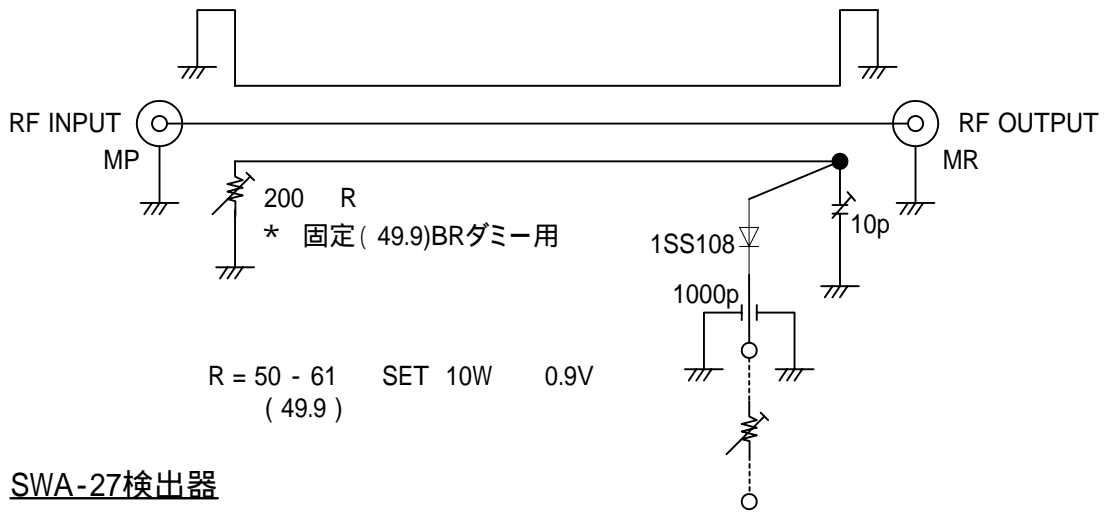 RF INPUT
RF OUTPUT
MP
MR
200 R
* 固定( 49.9)BRダミー用
10p
1SS108
1000p
R = 50 - 61 SET 10W 0.9V
( 49.9 )
SWA-27検出器